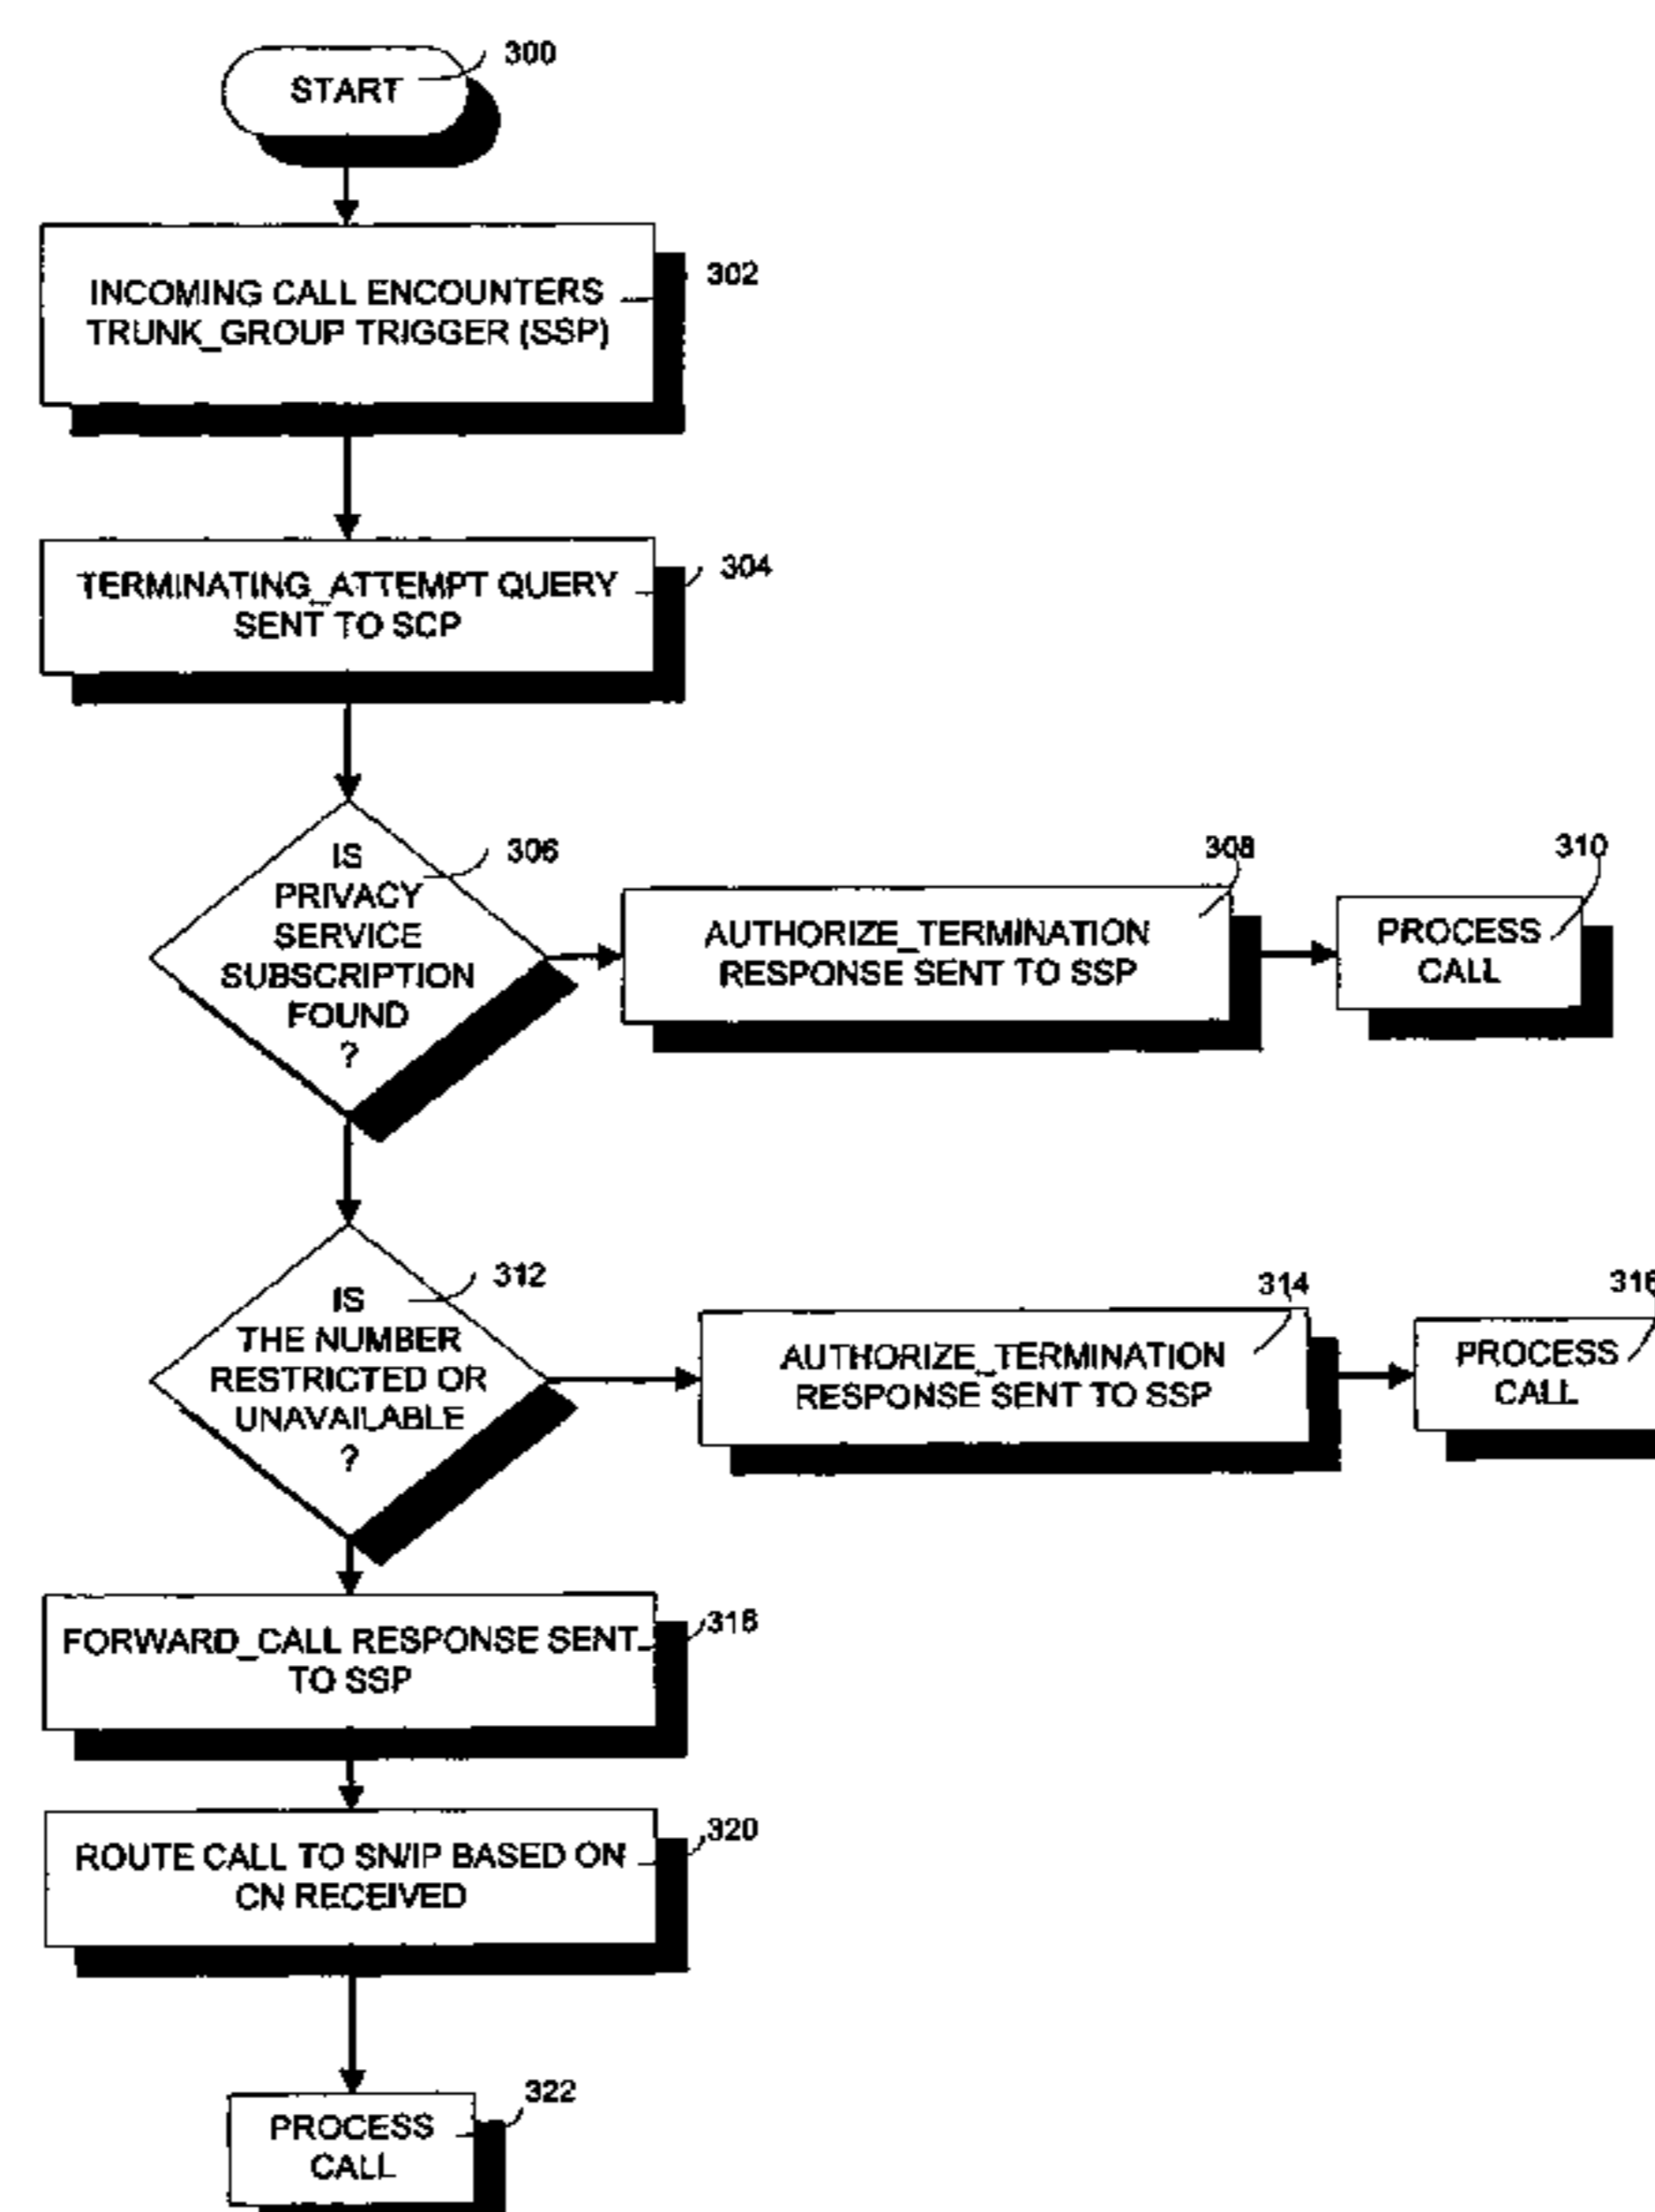 START
300
INCOMING CALL ENCOUNTERS
TRUNK_GROUP TRIGGER (SSP)
302
TERMINATING_ATTEMPT QUERY
SENT TO SCP
304
IS
PRIVACY
SERVICE
SUBSCRIPTION
FOUND
?
306
AUTHORIZE_TERMINATION
RESPONSE SENT TO SSP
308
PROCESS
CALL
310
IS
THE NUMBER
RESTRICTED OR
UNAVAILABLE
?
312
AUTHORIZE_TERMINATION
RESPONSE SENT TO SSP
314
PROCESS
CALL
316
FORWARD_CALL RESPONSE SENT
TO SSP
318
ROUTE CALL TO SN/IP BASED ON
CN RECEIVED
320
PROCESS
CALL
322